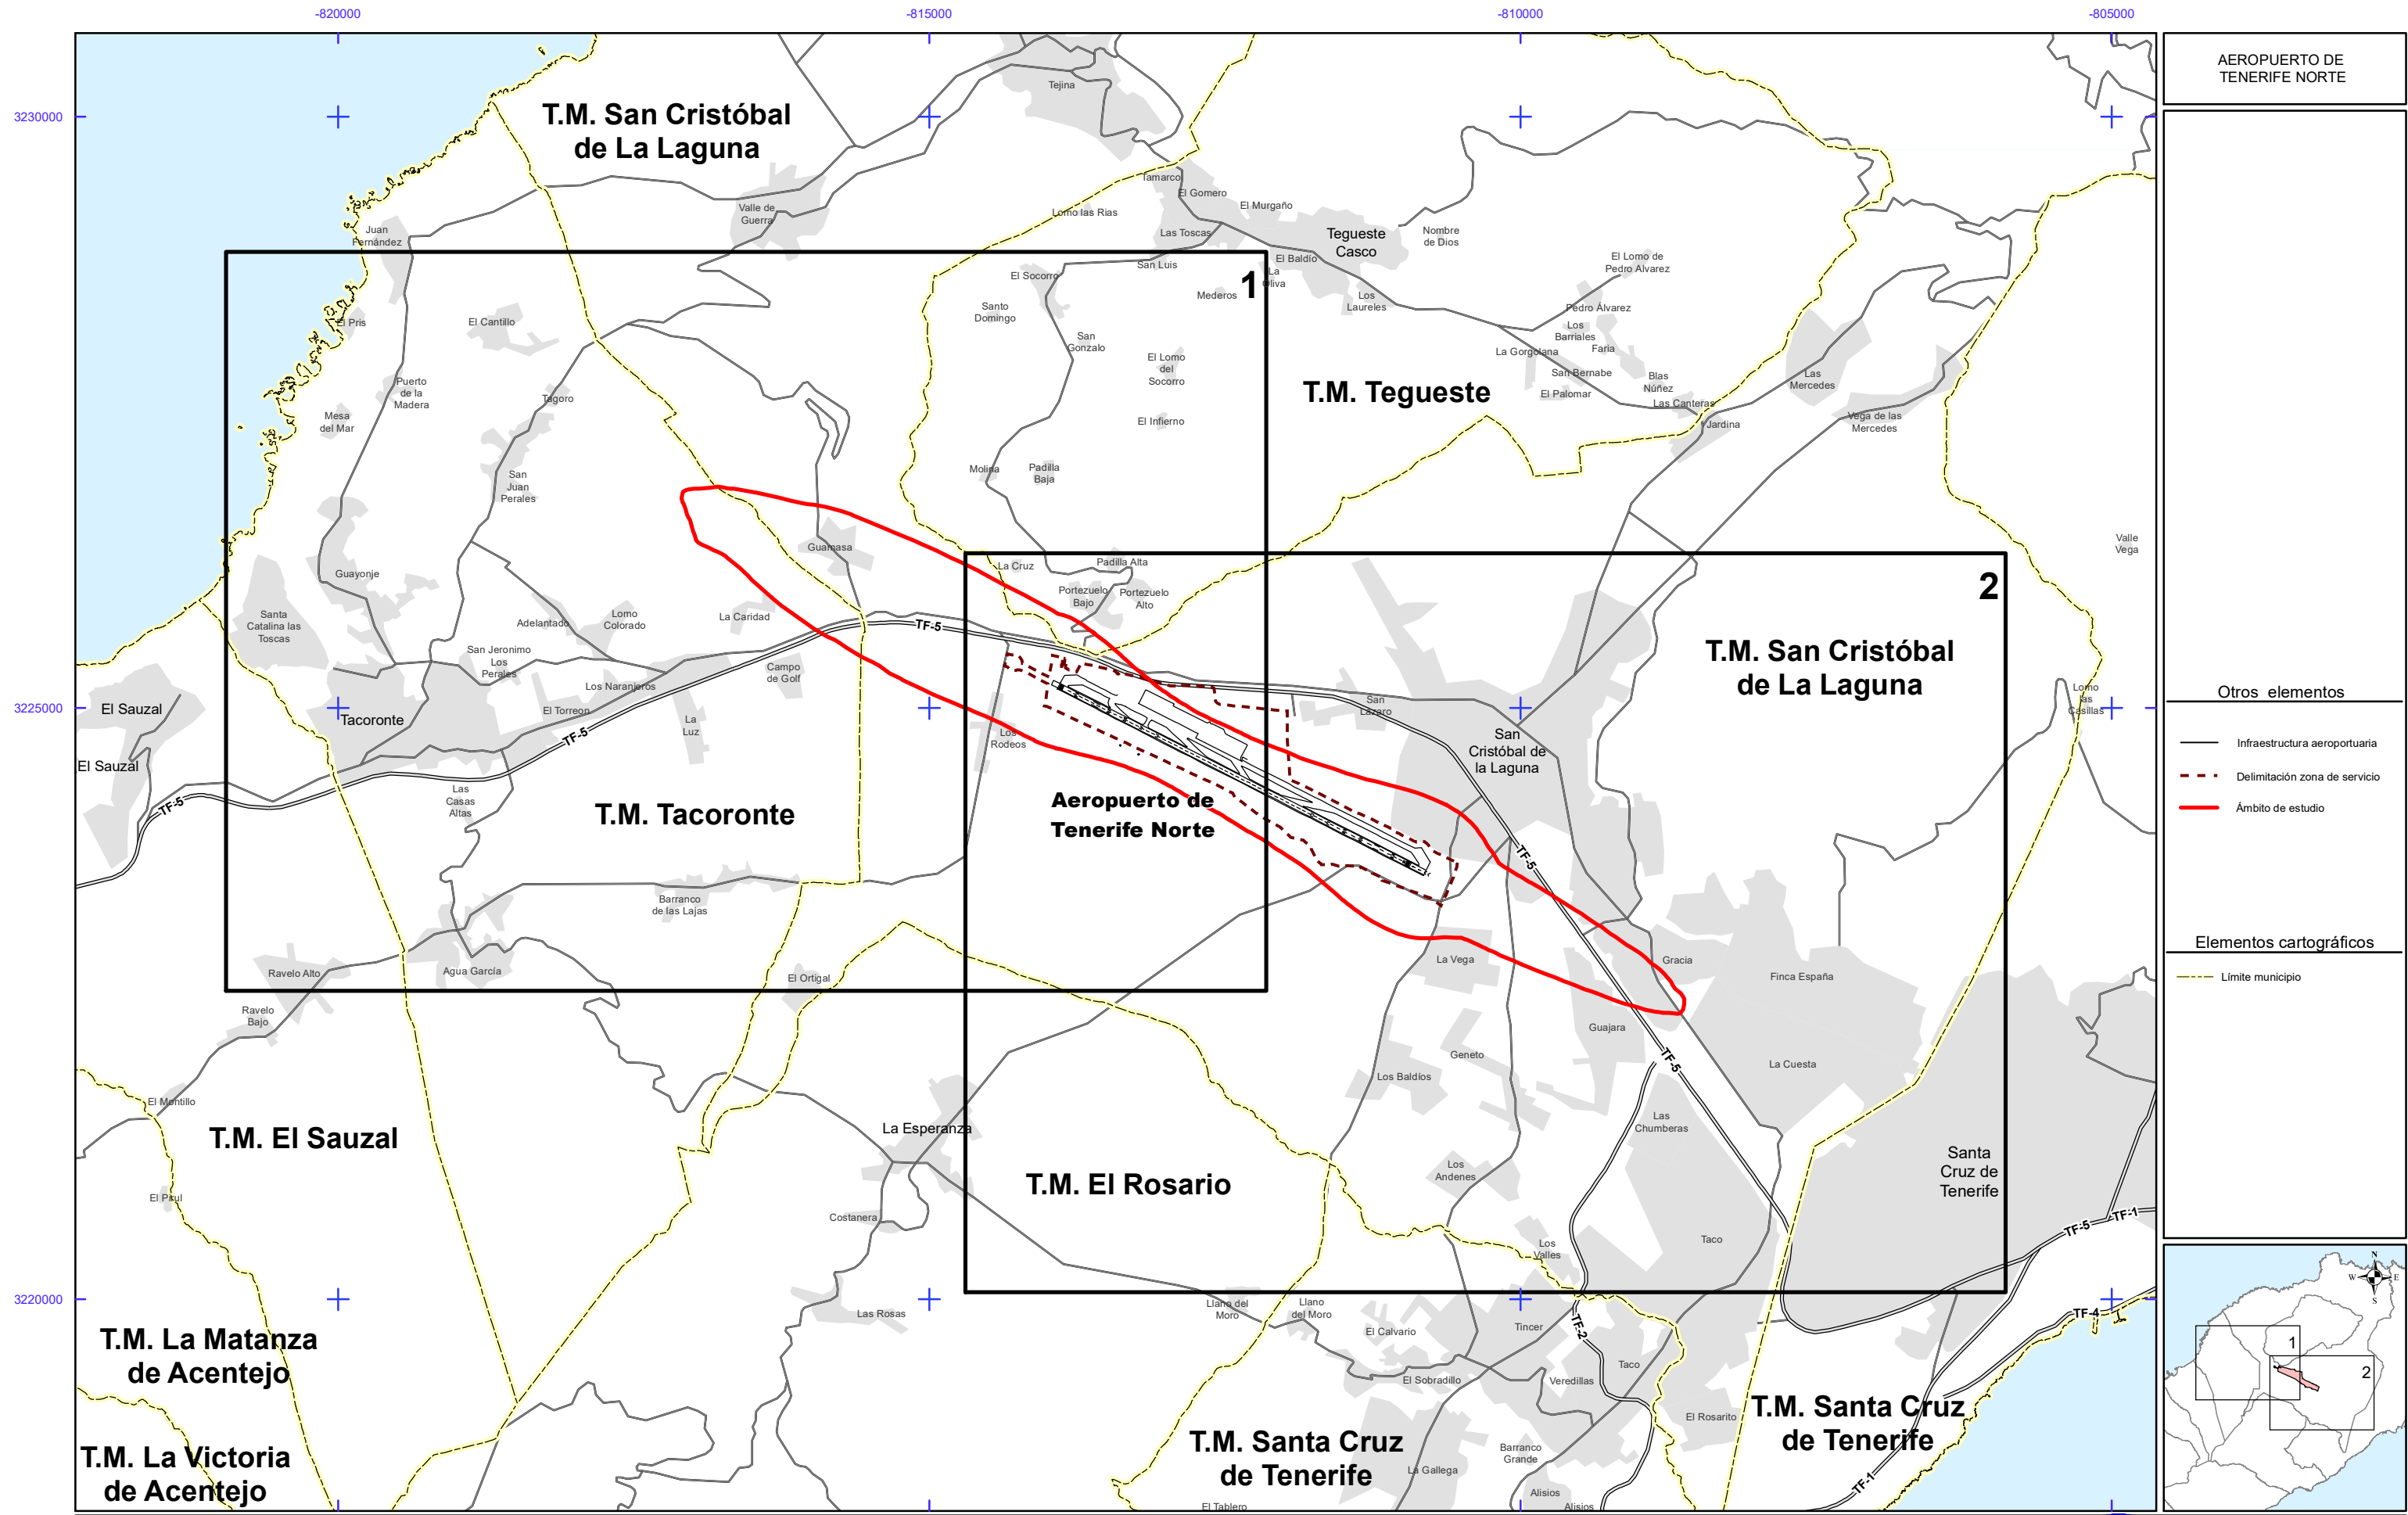 -820000
-815000
-810000
-805000
3230000
3225000
3220000
AEROPUERTO DE
TENERIFE NORTE
Tejina
T.M. San Cristóbal
de La Laguna
Tamarco
El Gomero
El Murgaño
Lomo las Rias
Valle de
Guerra
Juan
Fernández
Las Toscas
Tegueste
Casco
Nombre
de Dios
San Luis
El Baldío
La
Oliva
El Lomo de
Pedro Alvarez
El Socorro
1
Mederos
Los
Laureles
Santo
Domingo
Pedro Álvarez
El Pris
El Cantillo
San
Gonzalo
Los
Barriales
Faria
La Gorgolana
El Lomo
del
Socorro
San Bernabe
Blas
Núñez
Las
Mercedes
Puerto
de la
Madera
Tagoro
T.M. Tegueste
El Palomar
Las Canteras
Mesa
del Mar
El Infierno
Jardina
Vega de las
Mercedes
San
Juan
Perales
Molina
Padilla
Baja
Guamasa
Valle
Vega
La Cruz
Padilla Alta
2
Guayonje
Portezuelo
Bajo
Portezuelo
Alto
Santa
Catalina las
Toscas
Adelantado
Lomo
Colorado
La Caridad
TF-5
T.M. San Cristóbal
de La Laguna
San Jeronimo
Los
Perales
Campo
de Golf
Los Naranjeros
Lomo
las
Casillas
El Sauzal
Tacoronte
El Torreon
La
Luz
San
Lázaro
Los
Rodeos
TF-5
San
Cristóbal de
la Laguna
El Sauzal
TF-5
Las
Casas
Altas
T.M. Tacoronte
Aeropuerto de
Tenerife Norte
TF-5
Barranco
de las Lajas
La Vega
Gracia
Finca España
Ravelo Alto
Agua García
El Ortigal
Ravelo
Bajo
Guajara
Geneto
TF-5
La Cuesta
Los Baldíos
El Montillo
Las
Chumberas
T.M. El Sauzal
La Esperanza
Santa
Cruz de
Tenerife
Los
Andenes
T.M. El Rosario
El Pıul
Costanera
TF-5
TF-1
Los
Valles
Taco
Las Rosas
Llano del
Moro
Llano
del Moro
TF-4
T.M. La Matanza
de Acentejo
El Calvario
Tincer
TF-2
Taco
El Sobradillo
Veredillas
El Rosarito
T.M. Santa Cruz
de Tenerife
T.M. Santa Cruz
de Tenerife
T.M. La Victoria
de Acentejo
Barranco
Grande
La Gallega
TF-1
Alisios
Alisios
El Tablero
Otros elementos
Infraestructura aeroportuaria
Delimitación zona de servicio
Ámbito de estudio
Elementos cartográficos
Límite municipio
N
W
E
S
1
2